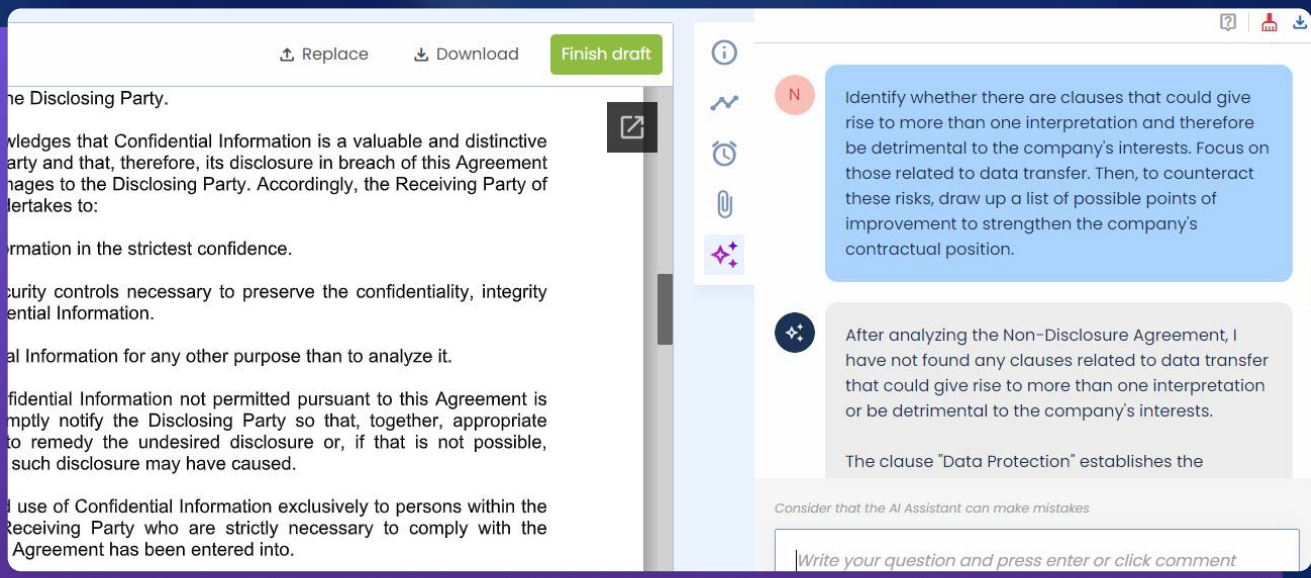 Replace
Download
Finish draft
he Disclosing Party.
wledges that Confidential Information is a valuable and distinctive
arty and that, therefore, its disclosure in breach of this Agreement
mages to the Disclosing Party. Accordingly, the Receiving Party of
dertakes to:
ormation in the strictest confidence.
curity controls necessary to preserve the confidentiality, integrity
ential Information.
al Information for any other purpose than to analyze it.
fidential Information not permitted pursuant to this Agreement is
mptly notify the Disclosing Party so that, together, appropriate
to remedy the undesired disclosure or, if that is not possible,
such disclosure may have caused.
use of Confidential Information exclusively to persons within the
Receiving Party who are strictly necessary to comply with the
Agreement has been entered into.
N
Identify whether there are clauses that could give
rise to more than one interpretation and therefore
be detrimental to the company's interests. Focus on
those related to data transfer. Then, to counteract
these risks, draw up a list of possible points of
improvement to strengthen the company's
contractual position.
After analyzing the Non-Disclosure Agreement, I
have not found any clauses related to data transfer
that could give rise to more than one interpretation
or be detrimental to the company's interests.
The clause "Data Protection" establishes the
Consider that the AI Assistant can make mistakes
Write your question and press enter or click comment